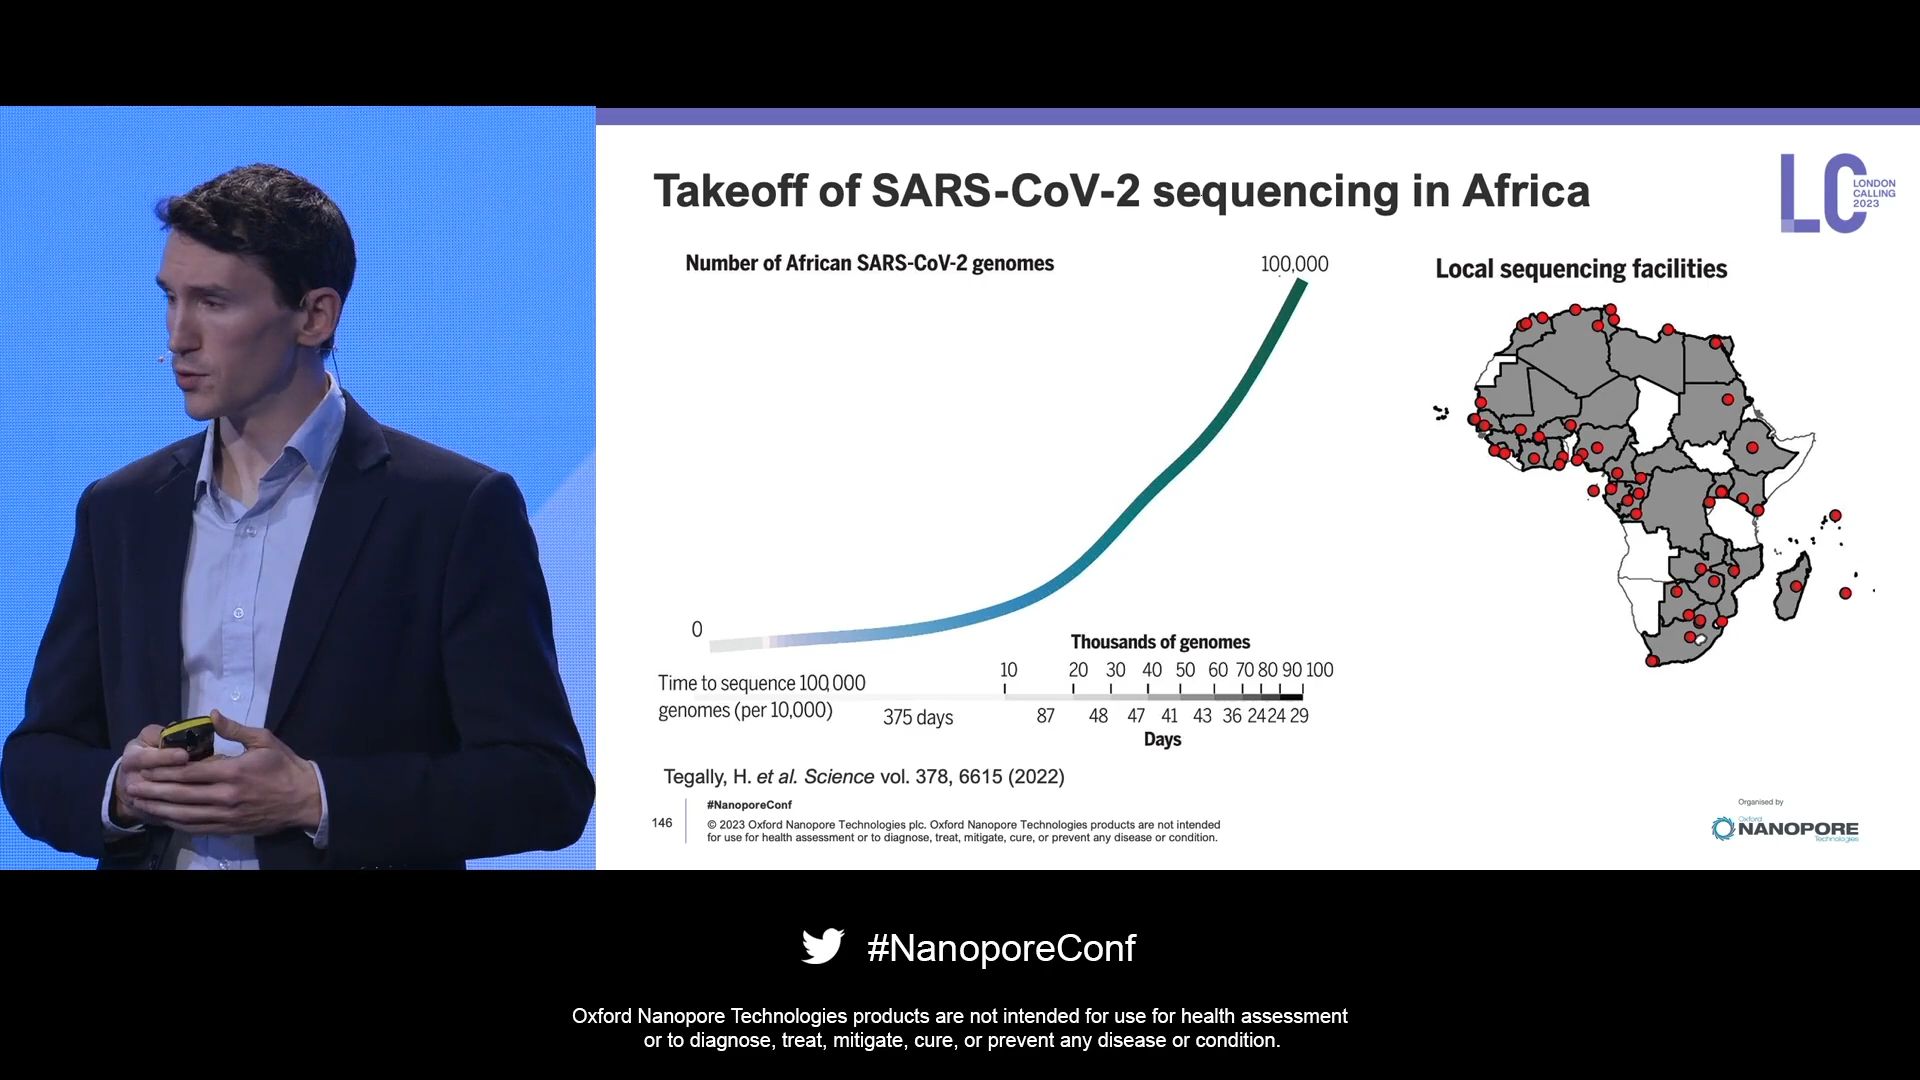 Takeoff of SARS-CoV-2 sequencing in Africa
LC
LONDON
CALLING
2023
Number of African SARS-CoV-2 genomes
100,000
Local sequencing facilities
0
Thousands of genomes
10 20 30 40 50 60 70 80 90 100
Time to sequence 100,000
genomes (per 10,000)
375 days 87 48 47 41 43 36 24 24 29
Days
Tegally, H. et al. Science vol. 378, 6615 (2022)
146
#NanoporeConf
© 2023 Oxford Nanopore Technologies plc. Oxford Nanopore Technologies products are not intended
for use for health assessment or to diagnose, treat, mitigate, cure, or prevent any disease or condition.
Organised by
Oxford
NANOPORE
Technologies
#NanoporeConf
Oxford Nanopore Technologies products are not intended for use for health assessment
or to diagnose, treat, mitigate, cure, or prevent any disease or condition.